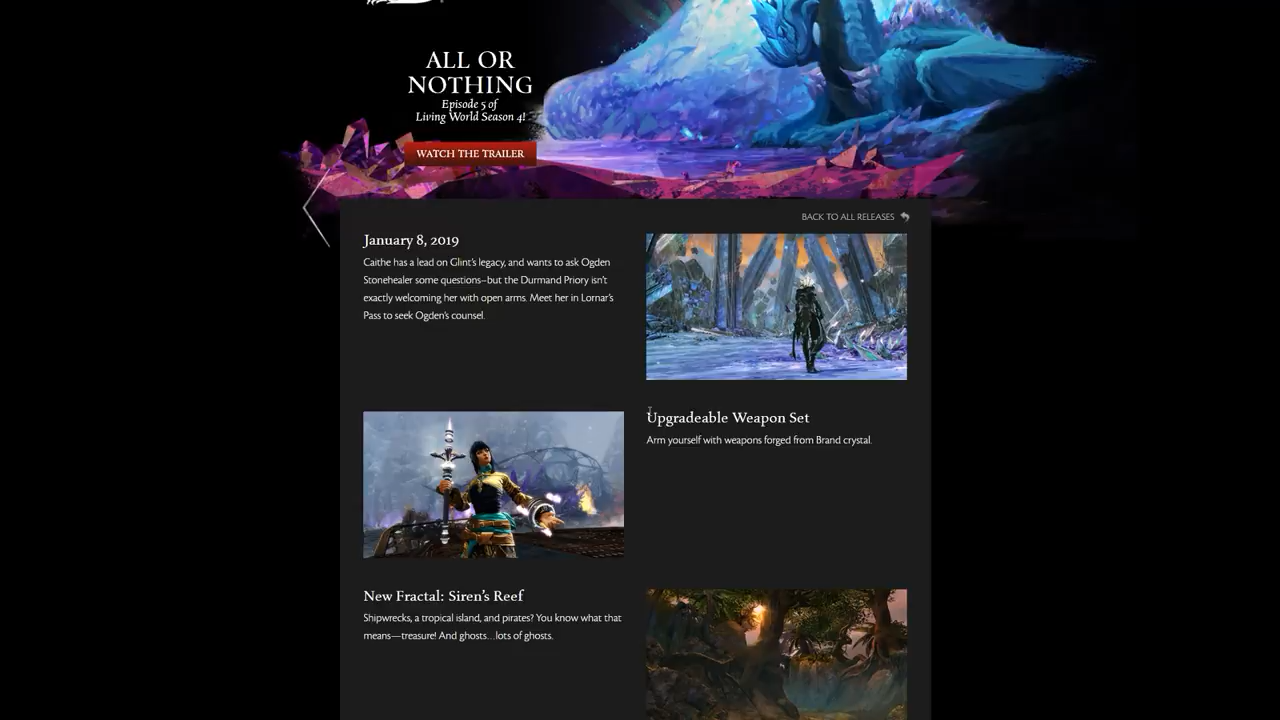 ALL OR
NOTHING
Episode 5 of
Living World Season 4!
WATCH THE TRAILER
BACK TO ALL RELEASES
January 8, 2019
Caithe has a lead on Glint's legacy, and wants to ask Ogden
Stonehealer some questions–but the Durmand Priory isn't
exactly welcoming her with open arms. Meet her in Lornar's
Pass to seek Ogden's counsel.
Upgradeable Weapon Set
Arm yourself with weapons forged from Brand crystal.
New Fractal: Siren's Reef
Shipwrecks, a tropical island, and pirates? You know what that
means—treasure! And ghosts…lots of ghosts.